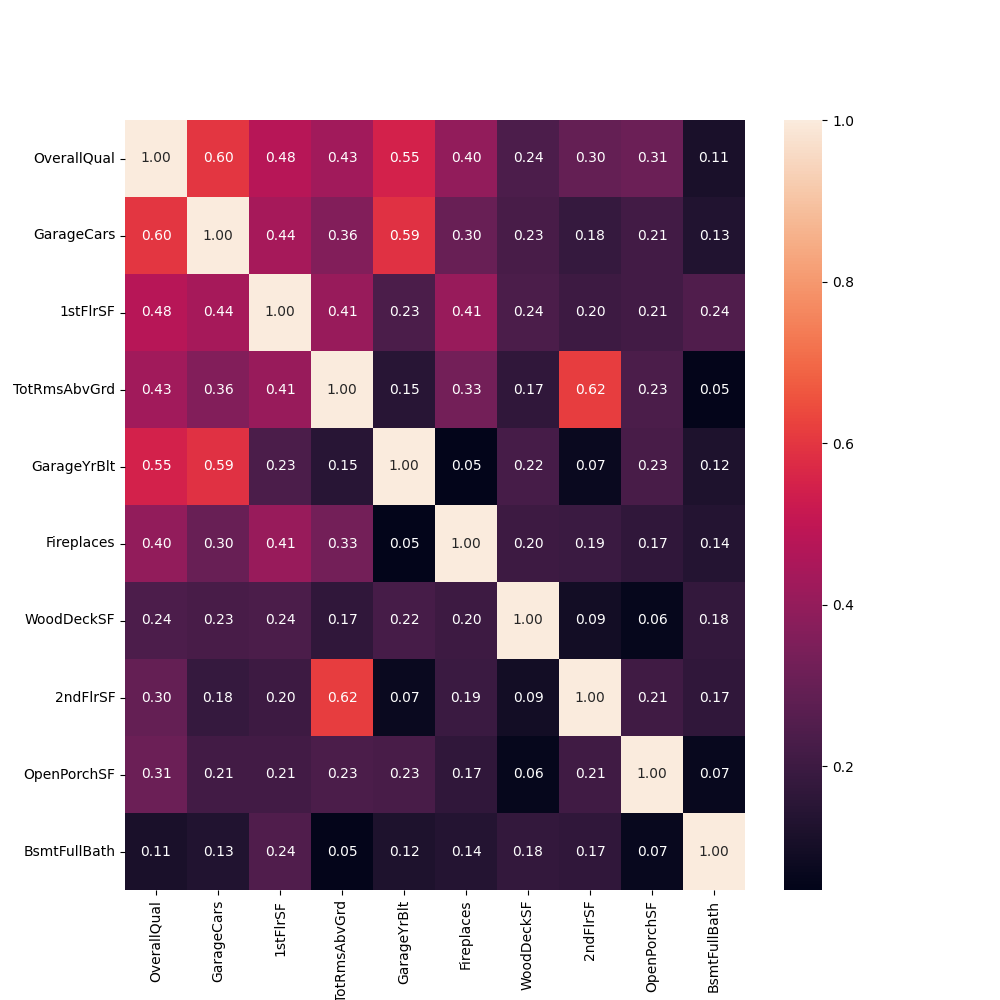 OverallQual 1.00 0.60 0.48 0.43 0.55 0.40 0.24 0.30 0.31 0.11
GarageCars 0.60 1.00 0.44 0.36 0.59 0.30 0.23 0.18 0.21 0.13
1stFlrSF 0.48 0.44 1.00 0.41 0.23 0.41 0.24 0.20 0.21 0.24
TotRmsAbvGrd 0.43 0.36 0.41 1.00 0.15 0.33 0.17 0.62 0.23 0.05
GarageYrBlt 0.55 0.59 0.23 0.15 1.00 0.05 0.22 0.07 0.23 0.12
Fireplaces 0.40 0.30 0.41 0.33 0.05 1.00 0.20 0.19 0.17 0.14
WoodDeckSF 0.24 0.23 0.24 0.17 0.22 0.20 1.00 0.09 0.06 0.18
2ndFlrSF 0.30 0.18 0.20 0.62 0.07 0.19 0.09 1.00 0.21 0.17
OpenPorchSF 0.31 0.21 0.21 0.23 0.23 0.17 0.06 0.21 1.00 0.07
BsmtFullBath 0.11 0.13 0.24 0.05 0.12 0.14 0.18 0.17 0.07 1.00
OverallQual
GarageCars
1stFlrSF
TotRmsAbvGrd
GarageYrBlt
Fireplaces
WoodDeckSF
2ndFlrSF
OpenPorchSF
BsmtFullBath
1.0
0.8
0.6
0.4
0.2